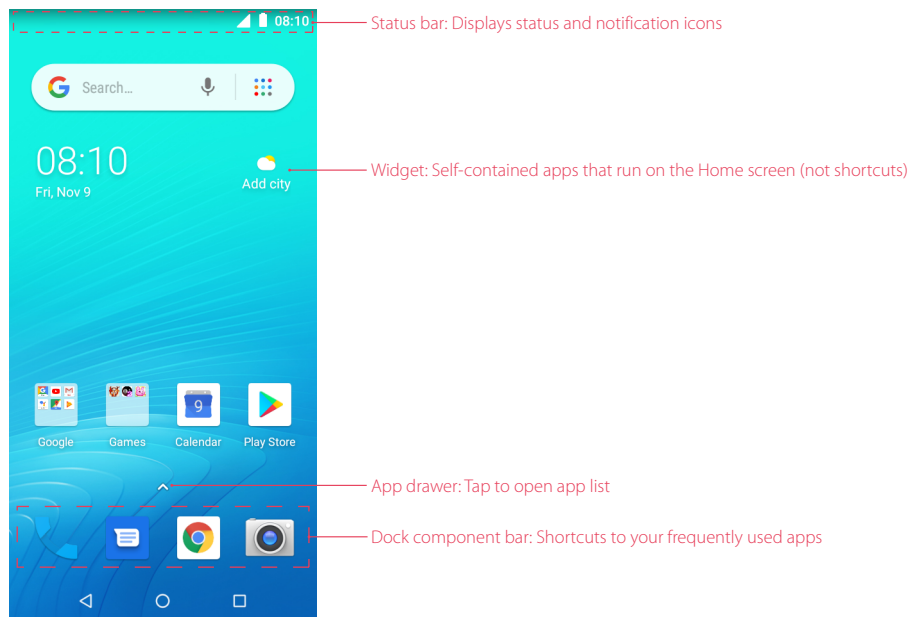 08:10
Status bar: Displays status and notification icons
Search...
08:10
Fri, Nov 9
Add city
Widget: Self-contained apps that run on the Home screen (not shortcuts)
9
Google
Games
Calendar
Play Store
App drawer: Tap to open app list
Dock component bar: Shortcuts to your frequently used apps